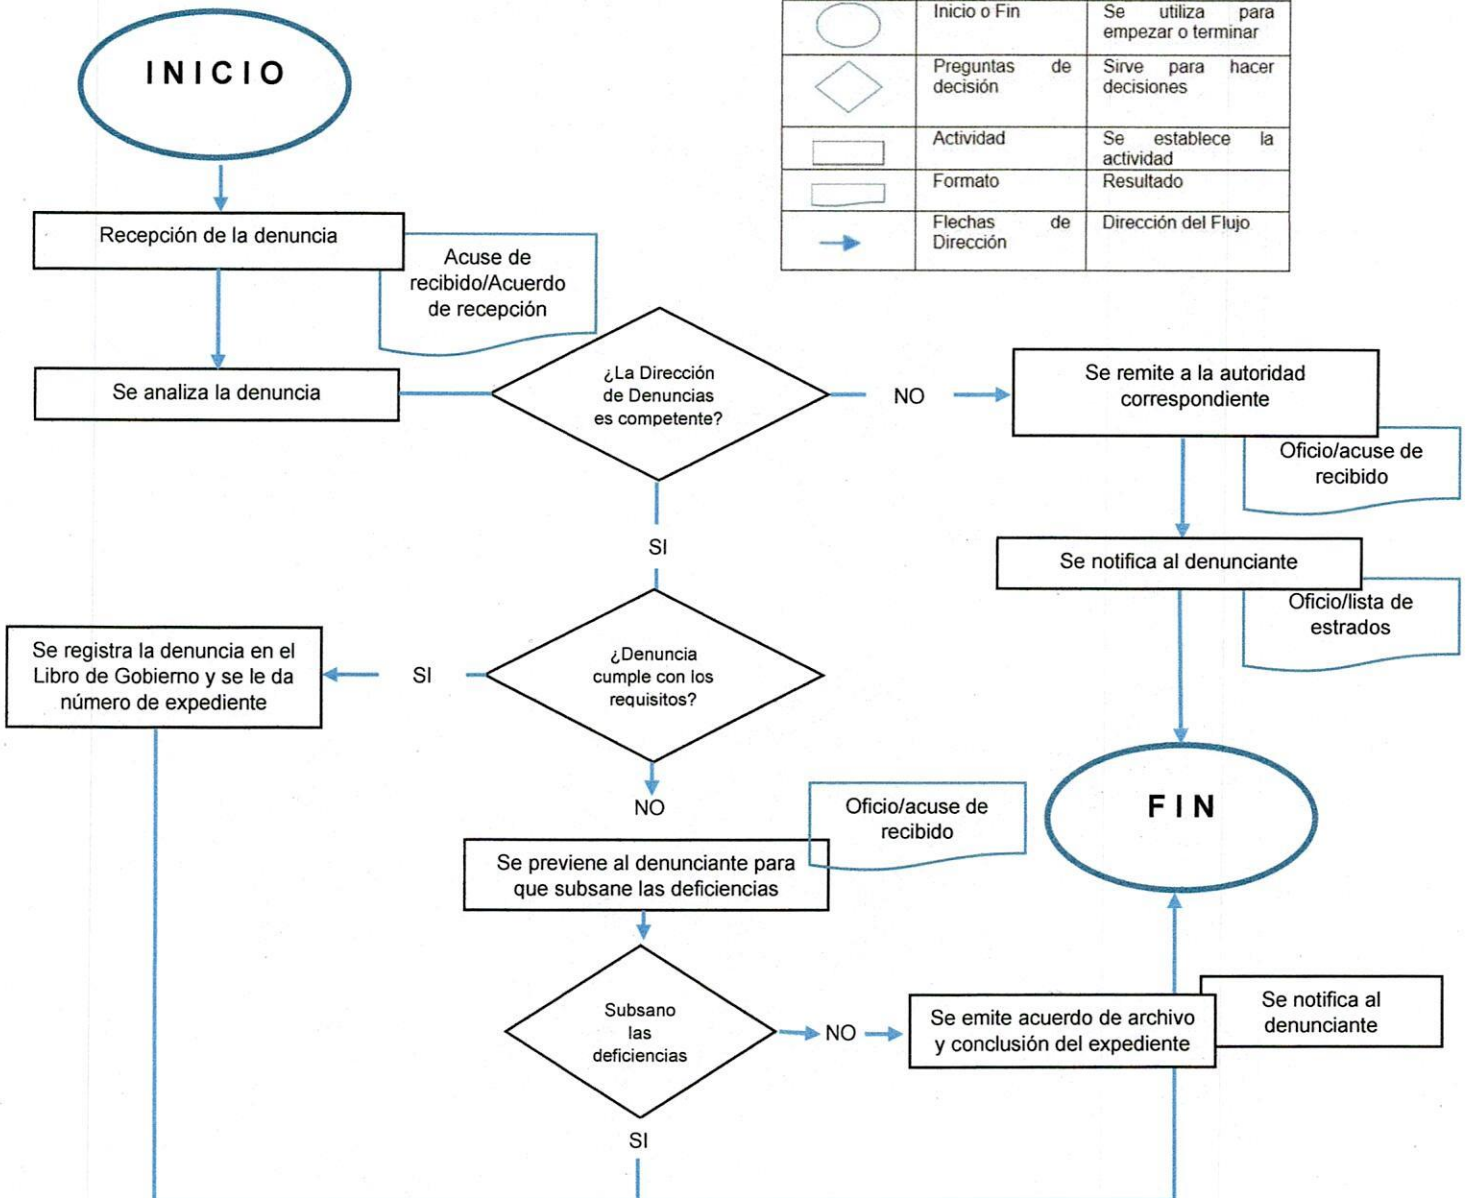 INICIO
Inicio o Fin
Se utiliza para
empezar o terminar
Preguntas de
decisión
Sirve para hacer
decisiones
Actividad
Se establece la
actividad
Formato
Resultado
Flechas de
Dirección
Dirección del Flujo
Recepción de la denuncia
Acuse de
recibido/Acuerdo
de recepción
Se analiza la denuncia
¿La Dirección
de Denuncias
es competente?
NO
Se remite a la autoridad
correspondiente
Oficio/acuse de
recibido
SI
Se notifica al denunciante
Oficio/lista de
estrados
¿Denuncia
cumple con los
requisitos?
SI
Se registra la denuncia en el
Libro de Gobierno y se le da
número de expediente
NO
Oficio/acuse de
recibido
FIN
Se previene al denunciante para
que subsane las deficiencias
Subsano
las
deficiencias
NO
Se emite acuerdo de archivo
y conclusión del expediente
Se notifica al
denunciante
SI